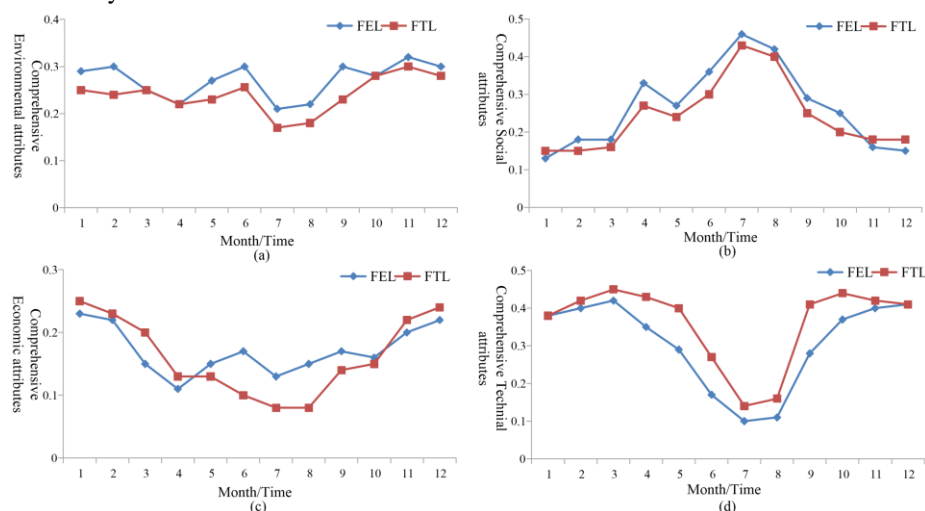 FEL FTL
0.4
0.3
0.2
0.1
0
Comprehensive
Environmental attributes
1 2 3 4 5 6 7 8 9 10 11 12
Month/Time
(a)
FEL FTL
0.5
0.4
0.3
0.2
0.1
0
Comprehensive Social
attributes
1 2 3 4 5 6 7 8 9 10 11 12
Month/Time
(b)
FEL FTL
0.3
0.2
0.1
0
Comprehensive
Economic attributes
1 2 3 4 5 6 7 8 9 10 11 12
Month/Time
(c)
FEL FTL
0.5
0.4
0.3
0.2
0.1
0
Comprehensive Technial
attributes
1 2 3 4 5 6 7 8 9 10 11 12
Month/Time
(d)